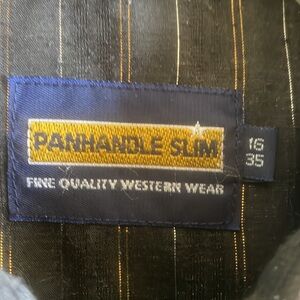 PANHANDLE SLIM
16
35
FINE QUALITY WESTERN WEAR